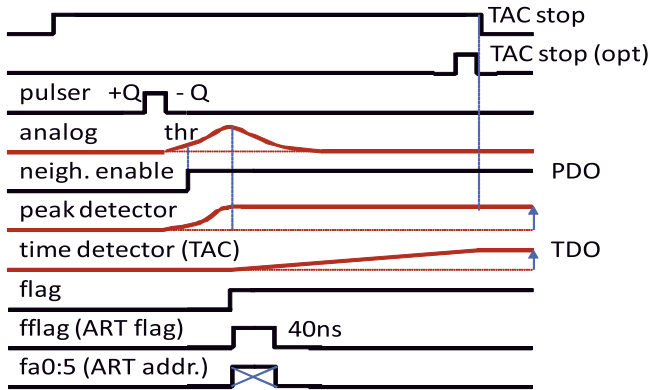 TAC stop
TAC stop (opt)
pulser +Q - Q
analog thr
neigh. enable PDO
peak detector
time detector (TAC) TDO
flag
fflag (ART flag) 40ns
fa0:5 (ART addr.)